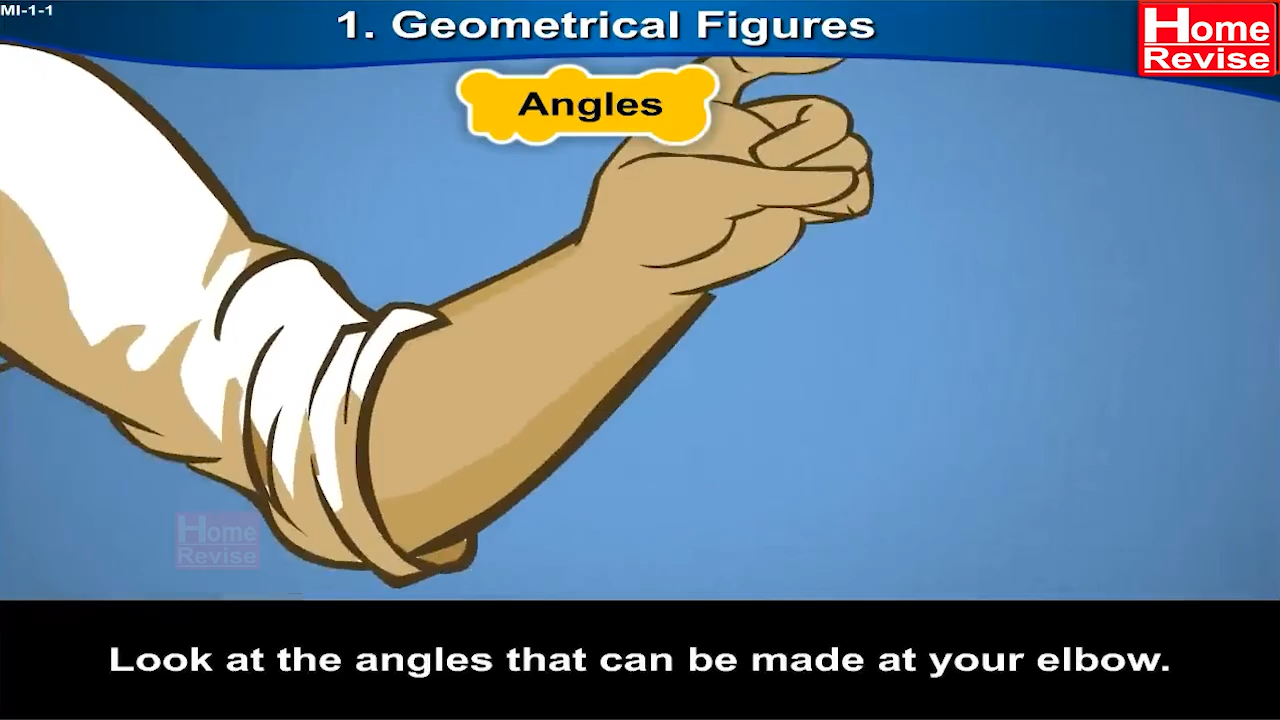 MI-1-1
1. Geometrical Figures
Home
Revise
Angles
Home
Revise
Look at the angles that can be made at your elbow.